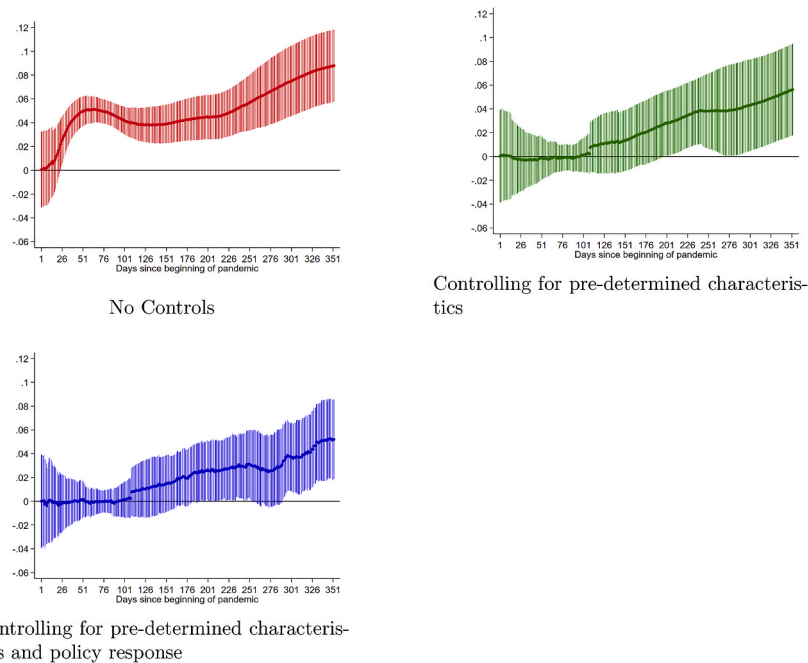 .12
.1
.08
.06
.04
.02
0
-.02
-.04
-.06
1 26 51 76 101 126 151 176 201 226 251 276 301 326 351
Days since beginning of pandemic
No Controls
.12
.1
.08
.06
.04
.02
0
-.02
-.04
-.06
1 26 51 76 101 126 151 176 201 226 251 276 301 326 351
Days since beginning of pandemic
Controlling for pre-determined characteris-
tics
.12
.1
.08
.06
.04
.02
0
-.02
-.04
-.06
1 26 51 76 101 126 151 176 201 226 251 276 301 326 351
Days since beginning of pandemic
ntrolling for pre-determined characteris-
s and policy response